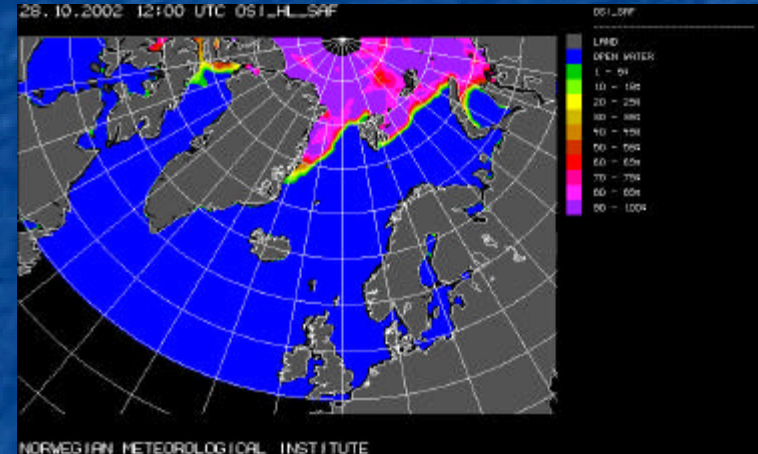 28.10.2002 12:00 UTC OSI_HL_SAF
OSI_SAF
LAND
OPEN WATER
1 - 9%
10 - 19%
20 - 29%
30 - 39%
40 - 49%
50 - 59%
60 - 69%
70 - 79%
80 - 89%
90 - 100%
NORWEGIAN METEOROLOGICAL INSTITUTE